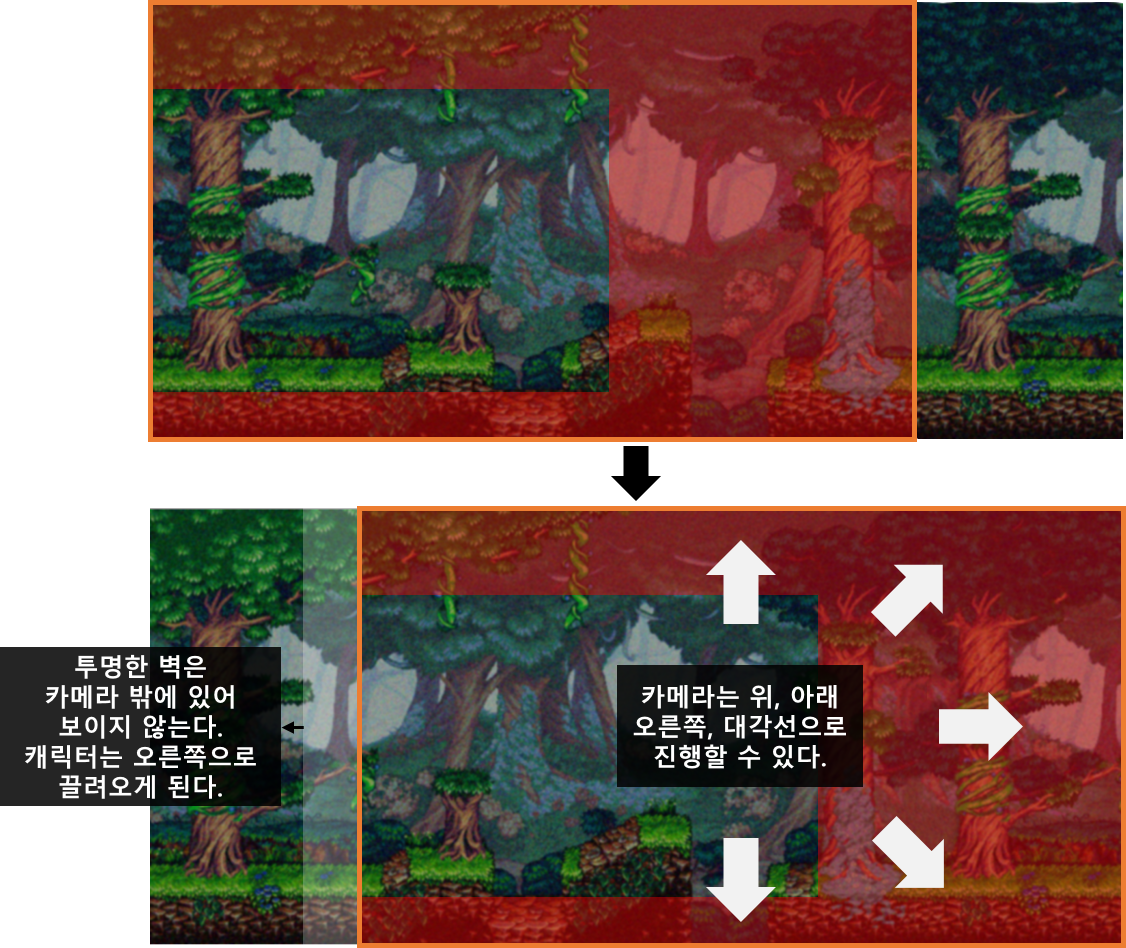 투명한 벽은
카메라 밖에 있어
보이지 않는다.
캐릭터는 오른쪽으로
끌려오게 된다.
카메라는 위, 아래
오른쪽, 대각선으로
진행할 수 있다.